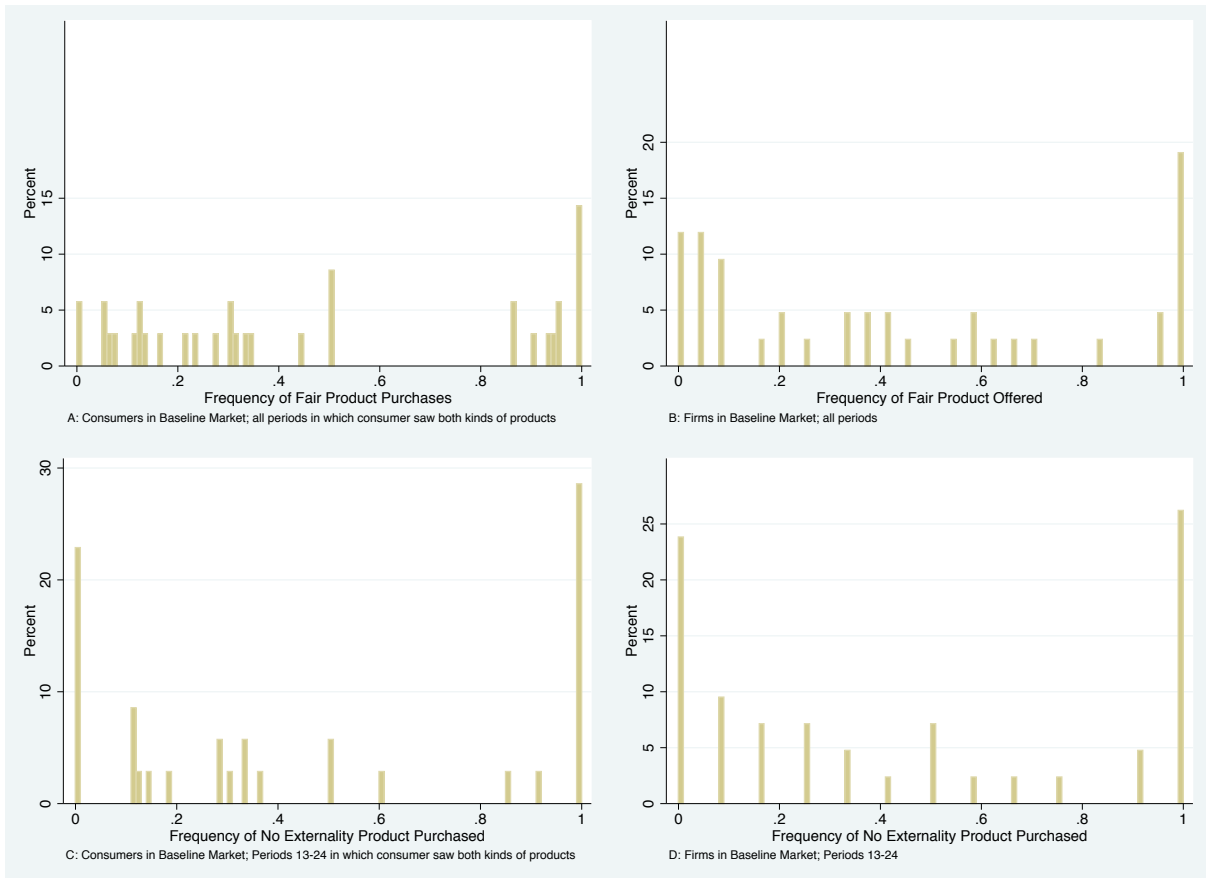 Percent
15
10
5
0
0 .2 .4 .6 .8 1
Frequency of Fair Product Purchases
A: Consumers in Baseline Market; all periods in which consumer saw both kinds of products
Percent
20
15
10
5
0
0 .2 .4 .6 .8 1
Frequency of Fair Product Offered
B: Firms in Baseline Market; all periods
Percent
30
20
10
0
0 .2 .4 .6 .8 1
Frequency of No Externality Product Purchased
C: Consumers in Baseline Market; Periods 13-24 in which consumer saw both kinds of products
Percent
25
20
15
10
5
0
0 .2 .4 .6 .8 1
Frequency of No Externality Product Purchased
D: Firms in Baseline Market; Periods 13-24